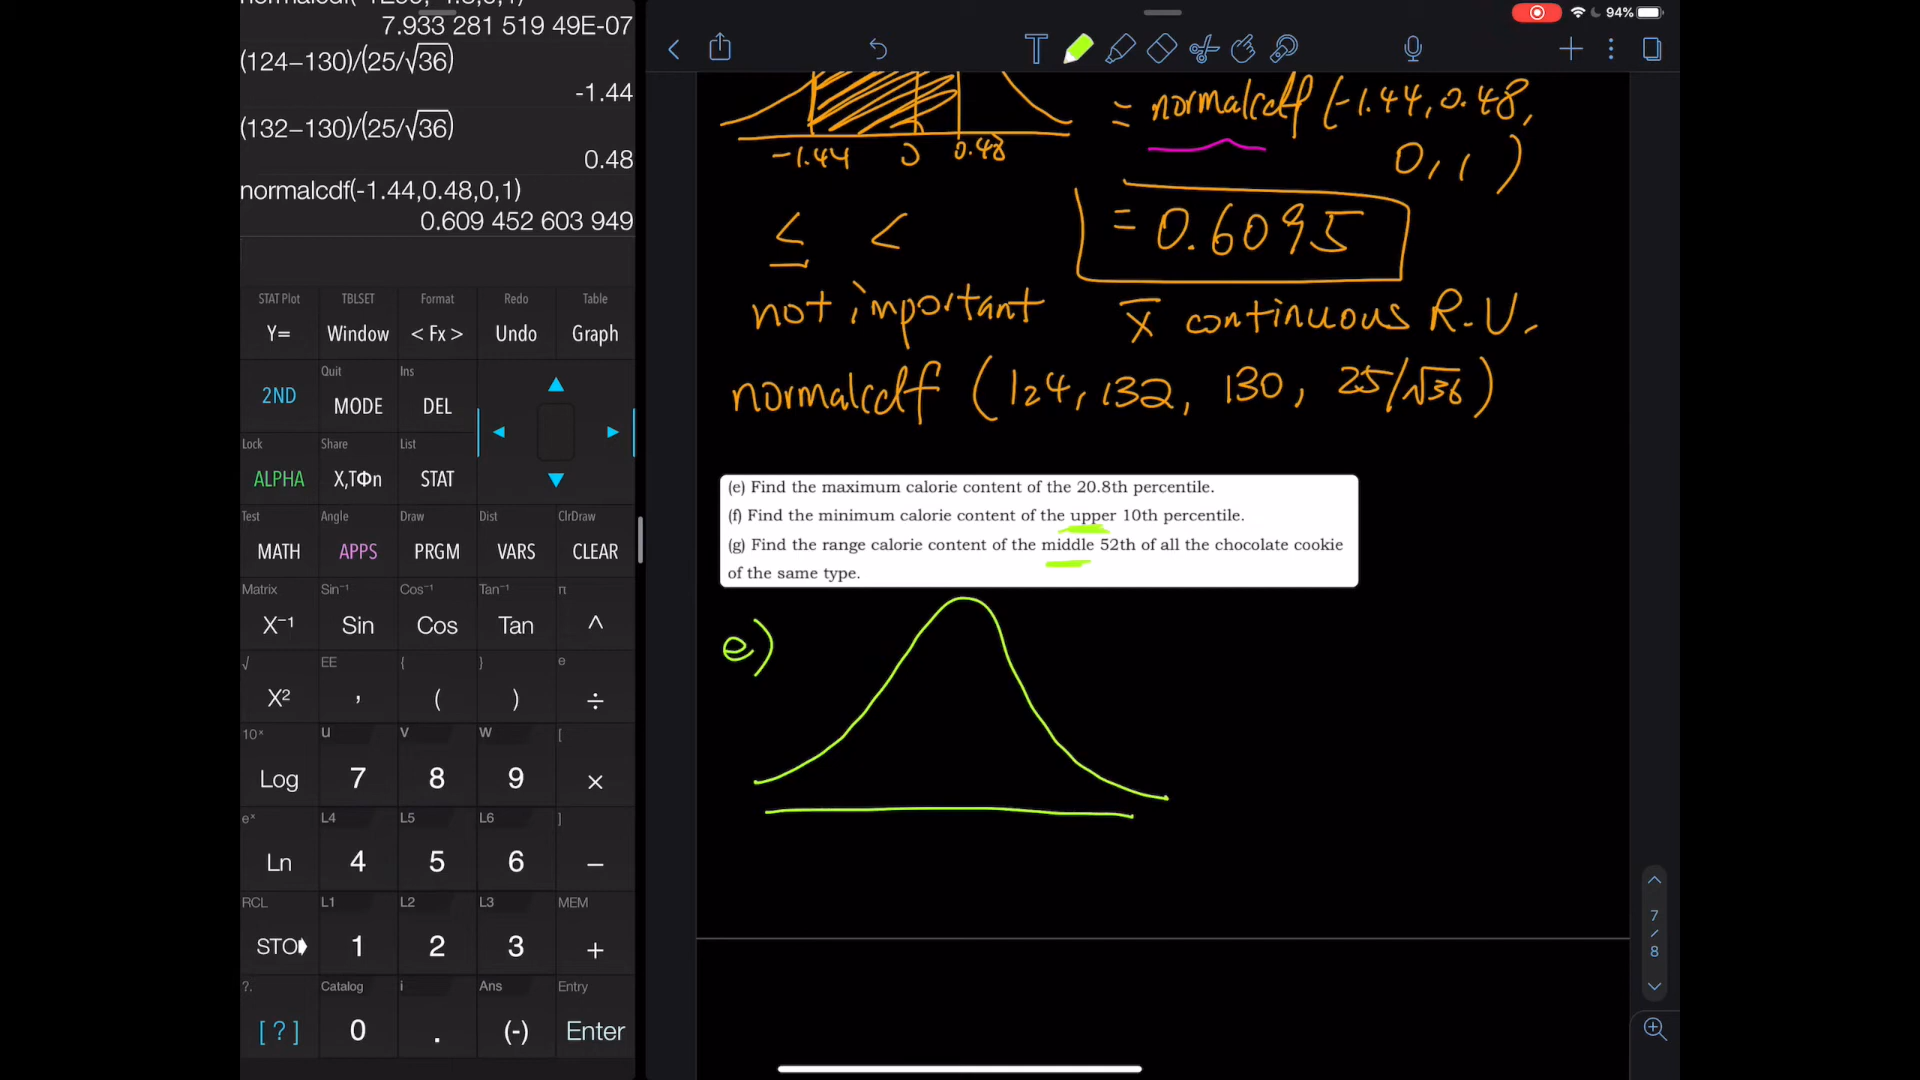 94%
7.933 281 519 49E-07
(124–130)/(25/√36)
-1.44
(132–130)/(25/√36)
0.48
normalcdf(-1.44,0.48,0,1)
0.609 452 603 949
STAT Plot TBLSET Format Redo Table
Y= Window < Fx > Undo Graph
Quit Ins
2ND MODE DEL
Lock Share List
ALPHA X,TΦn STAT
Test Angle Draw Dist ClrDraw
MATH APPS PRGM VARS CLEAR
Matrix Sin⁻¹ Cos⁻¹ Tan⁻¹ π
X⁻¹ Sin Cos Tan ^
√ EE { } e
X² , ( ) ÷
10ˣ u v w [
Log 7 8 9 ×
eˣ L4 L5 L6 ]
Ln 4 5 6 –
RCL L1 L2 L3 MEM
STO 1 2 3 +
?. Catalog i Ans Entry
[ ? ] 0 . (-) Enter
= normalcdf (-1.44, 0.48,
0, 1 )
-1.44 0 0.48
≤ <
= 0.6095
not important x̄ continuous R.V.
normalcdf (124, 132, 130, 25/√36)
(e) Find the maximum calorie content of the 20.8th percentile.
(f) Find the minimum calorie content of the upper 10th percentile.
(g) Find the range calorie content of the middle 52th of all the chocolate cookie
of the same type.
e)
7
/
8